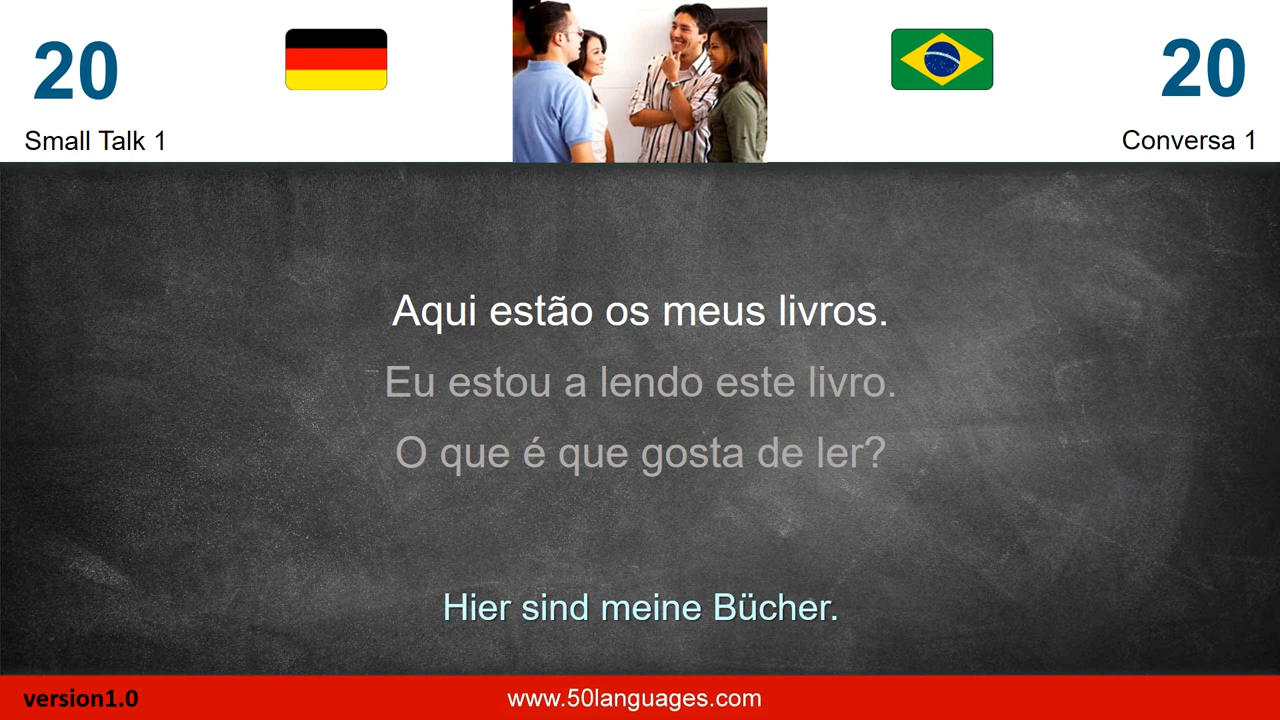 20
20
Small Talk 1
Conversa 1
Aqui estão os meus livros.
Eu estou a lendo este livro.
O que é que gosta de ler?
Hier sind meine Bücher.
version1.0
www.50languages.com